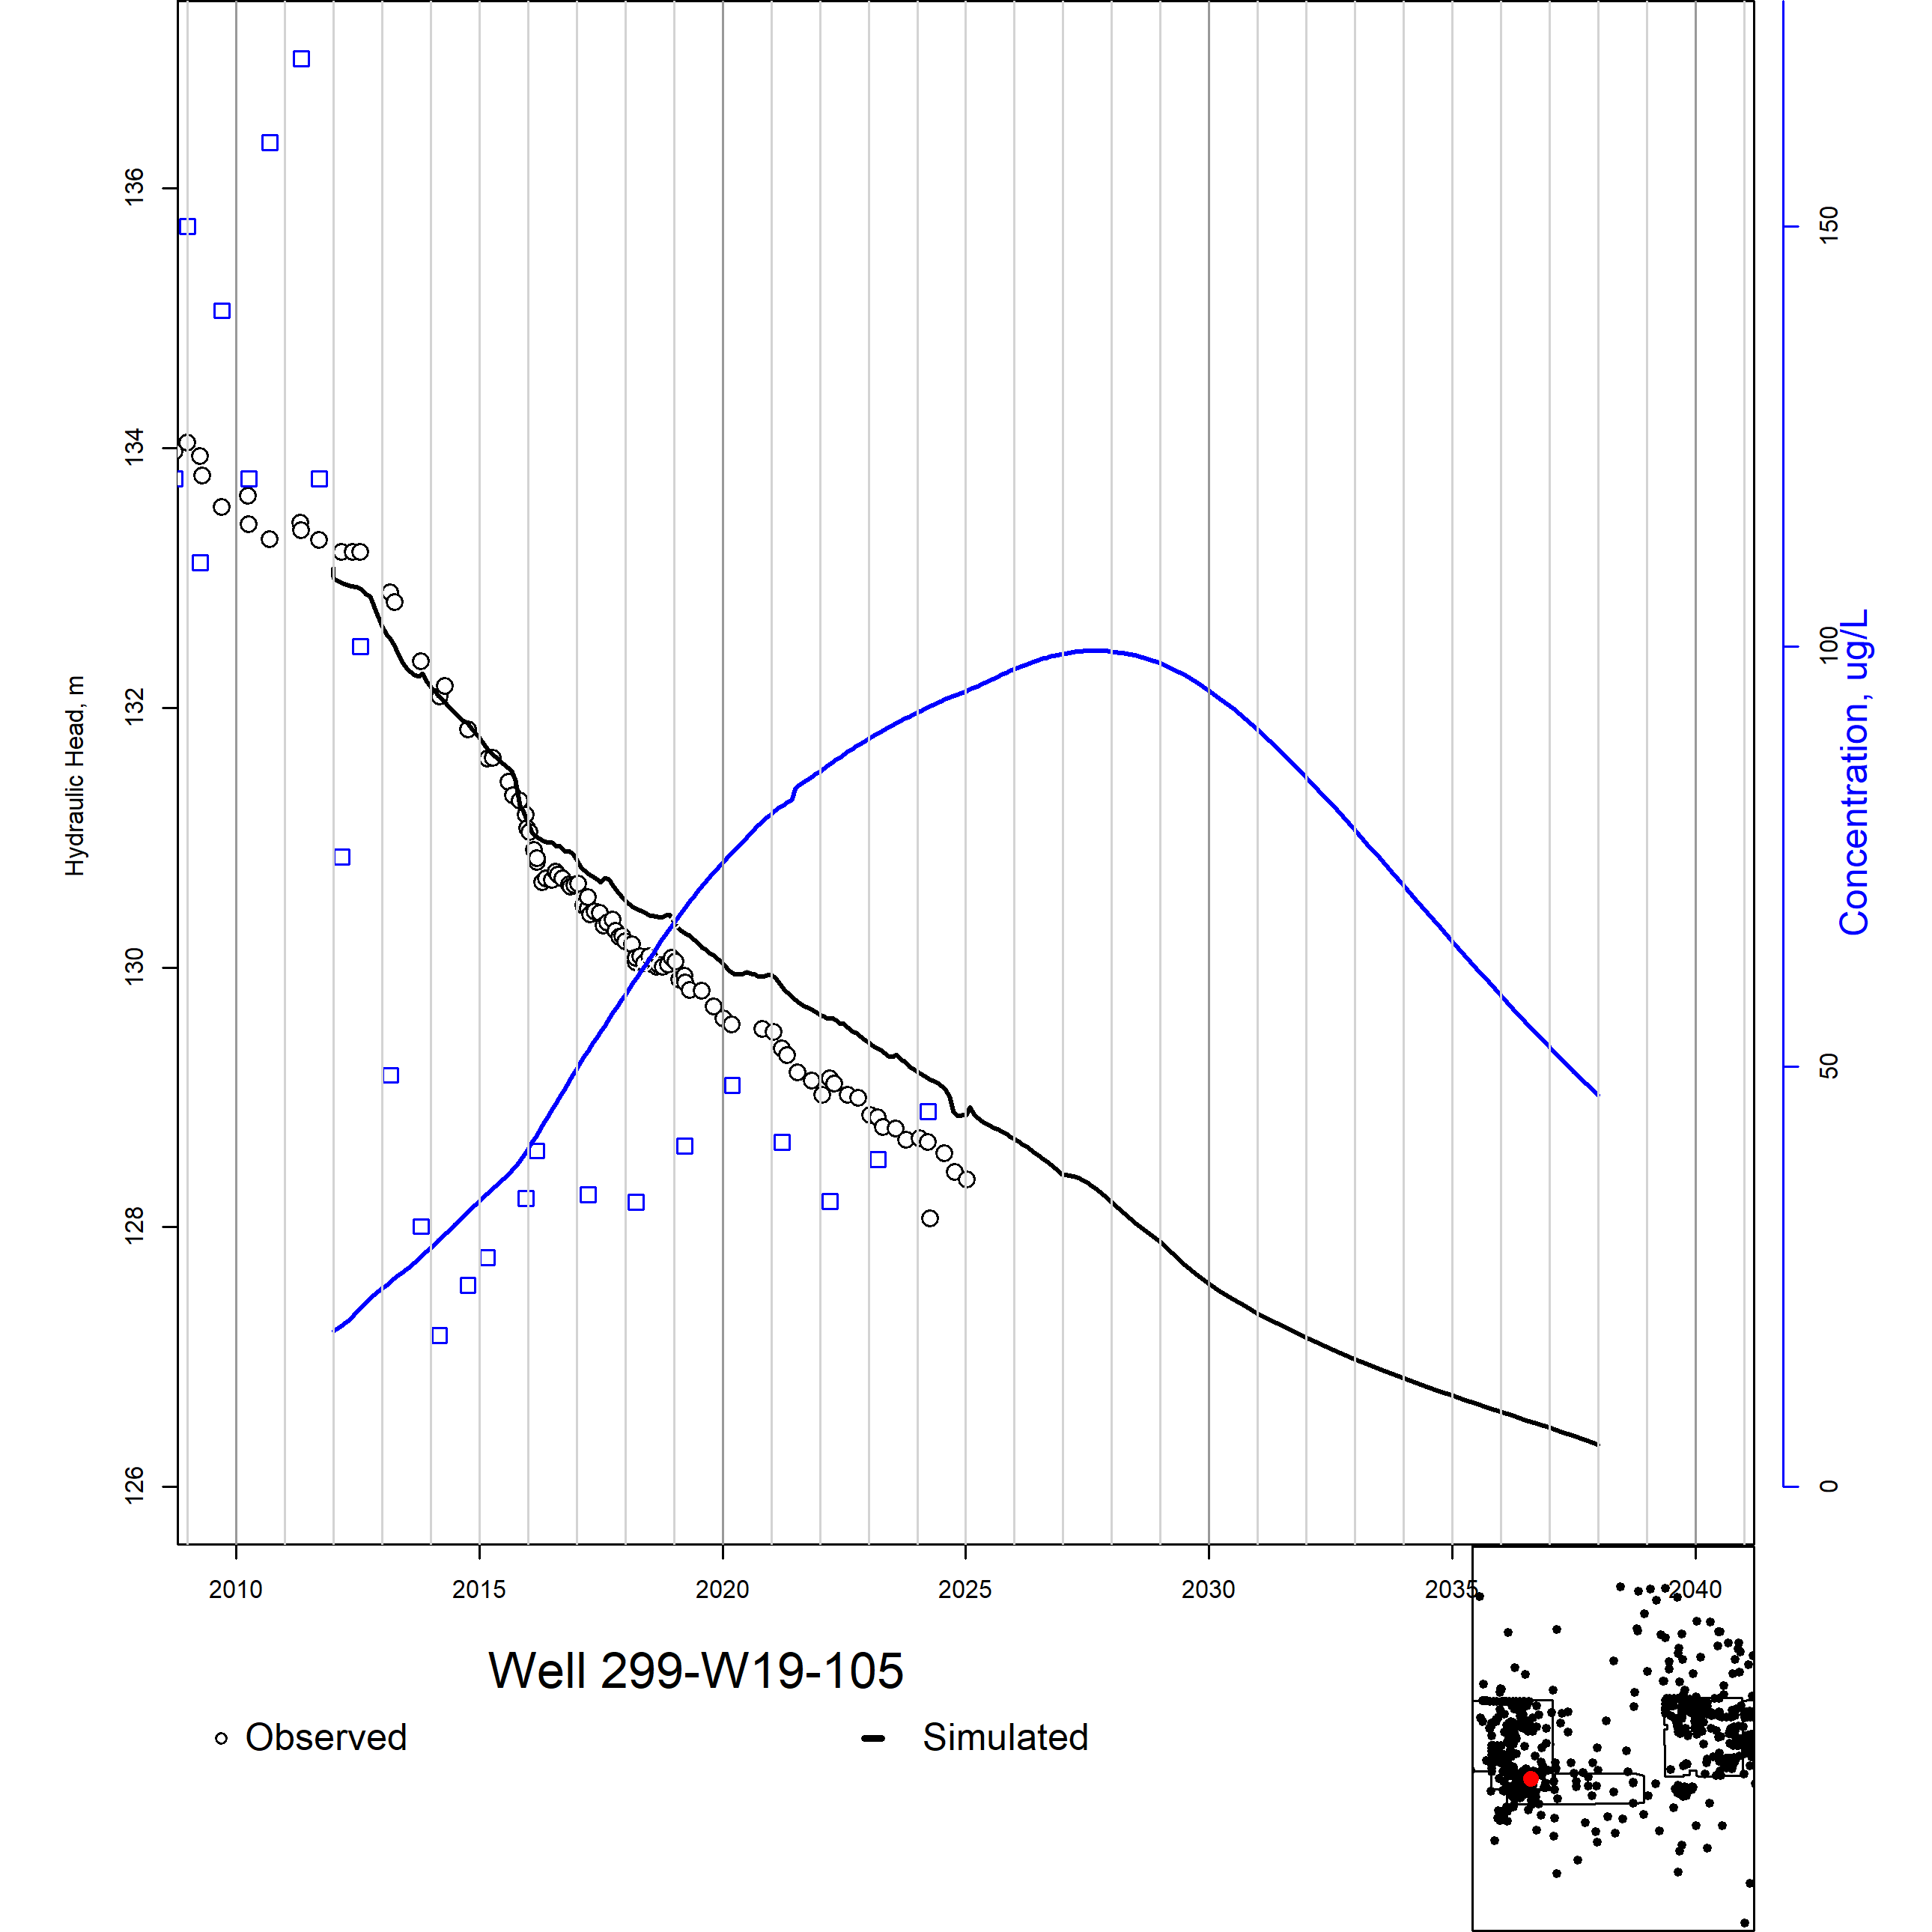 136
134
132
130
128
126
Hydraulic Head, m
150
100
50
0
Concentration, ug/L
2010 2015 2020 2025 2030 2035 2040
Well 299-W19-105
Observed Simulated